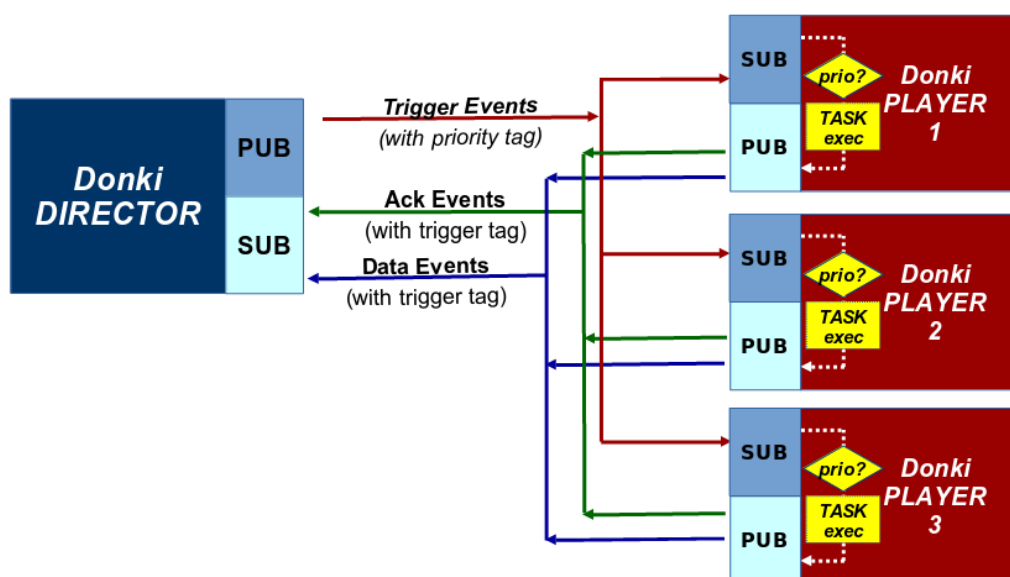 Donki
DIRECTOR
PUB
SUB
Trigger Events
(with priority tag)
Ack Events
(with trigger tag)
Data Events
(with trigger tag)
SUB
PUB
prio?
TASK
exec
Donki
PLAYER
1
SUB
PUB
prio?
TASK
exec
Donki
PLAYER
2
SUB
PUB
prio?
TASK
exec
Donki
PLAYER
3